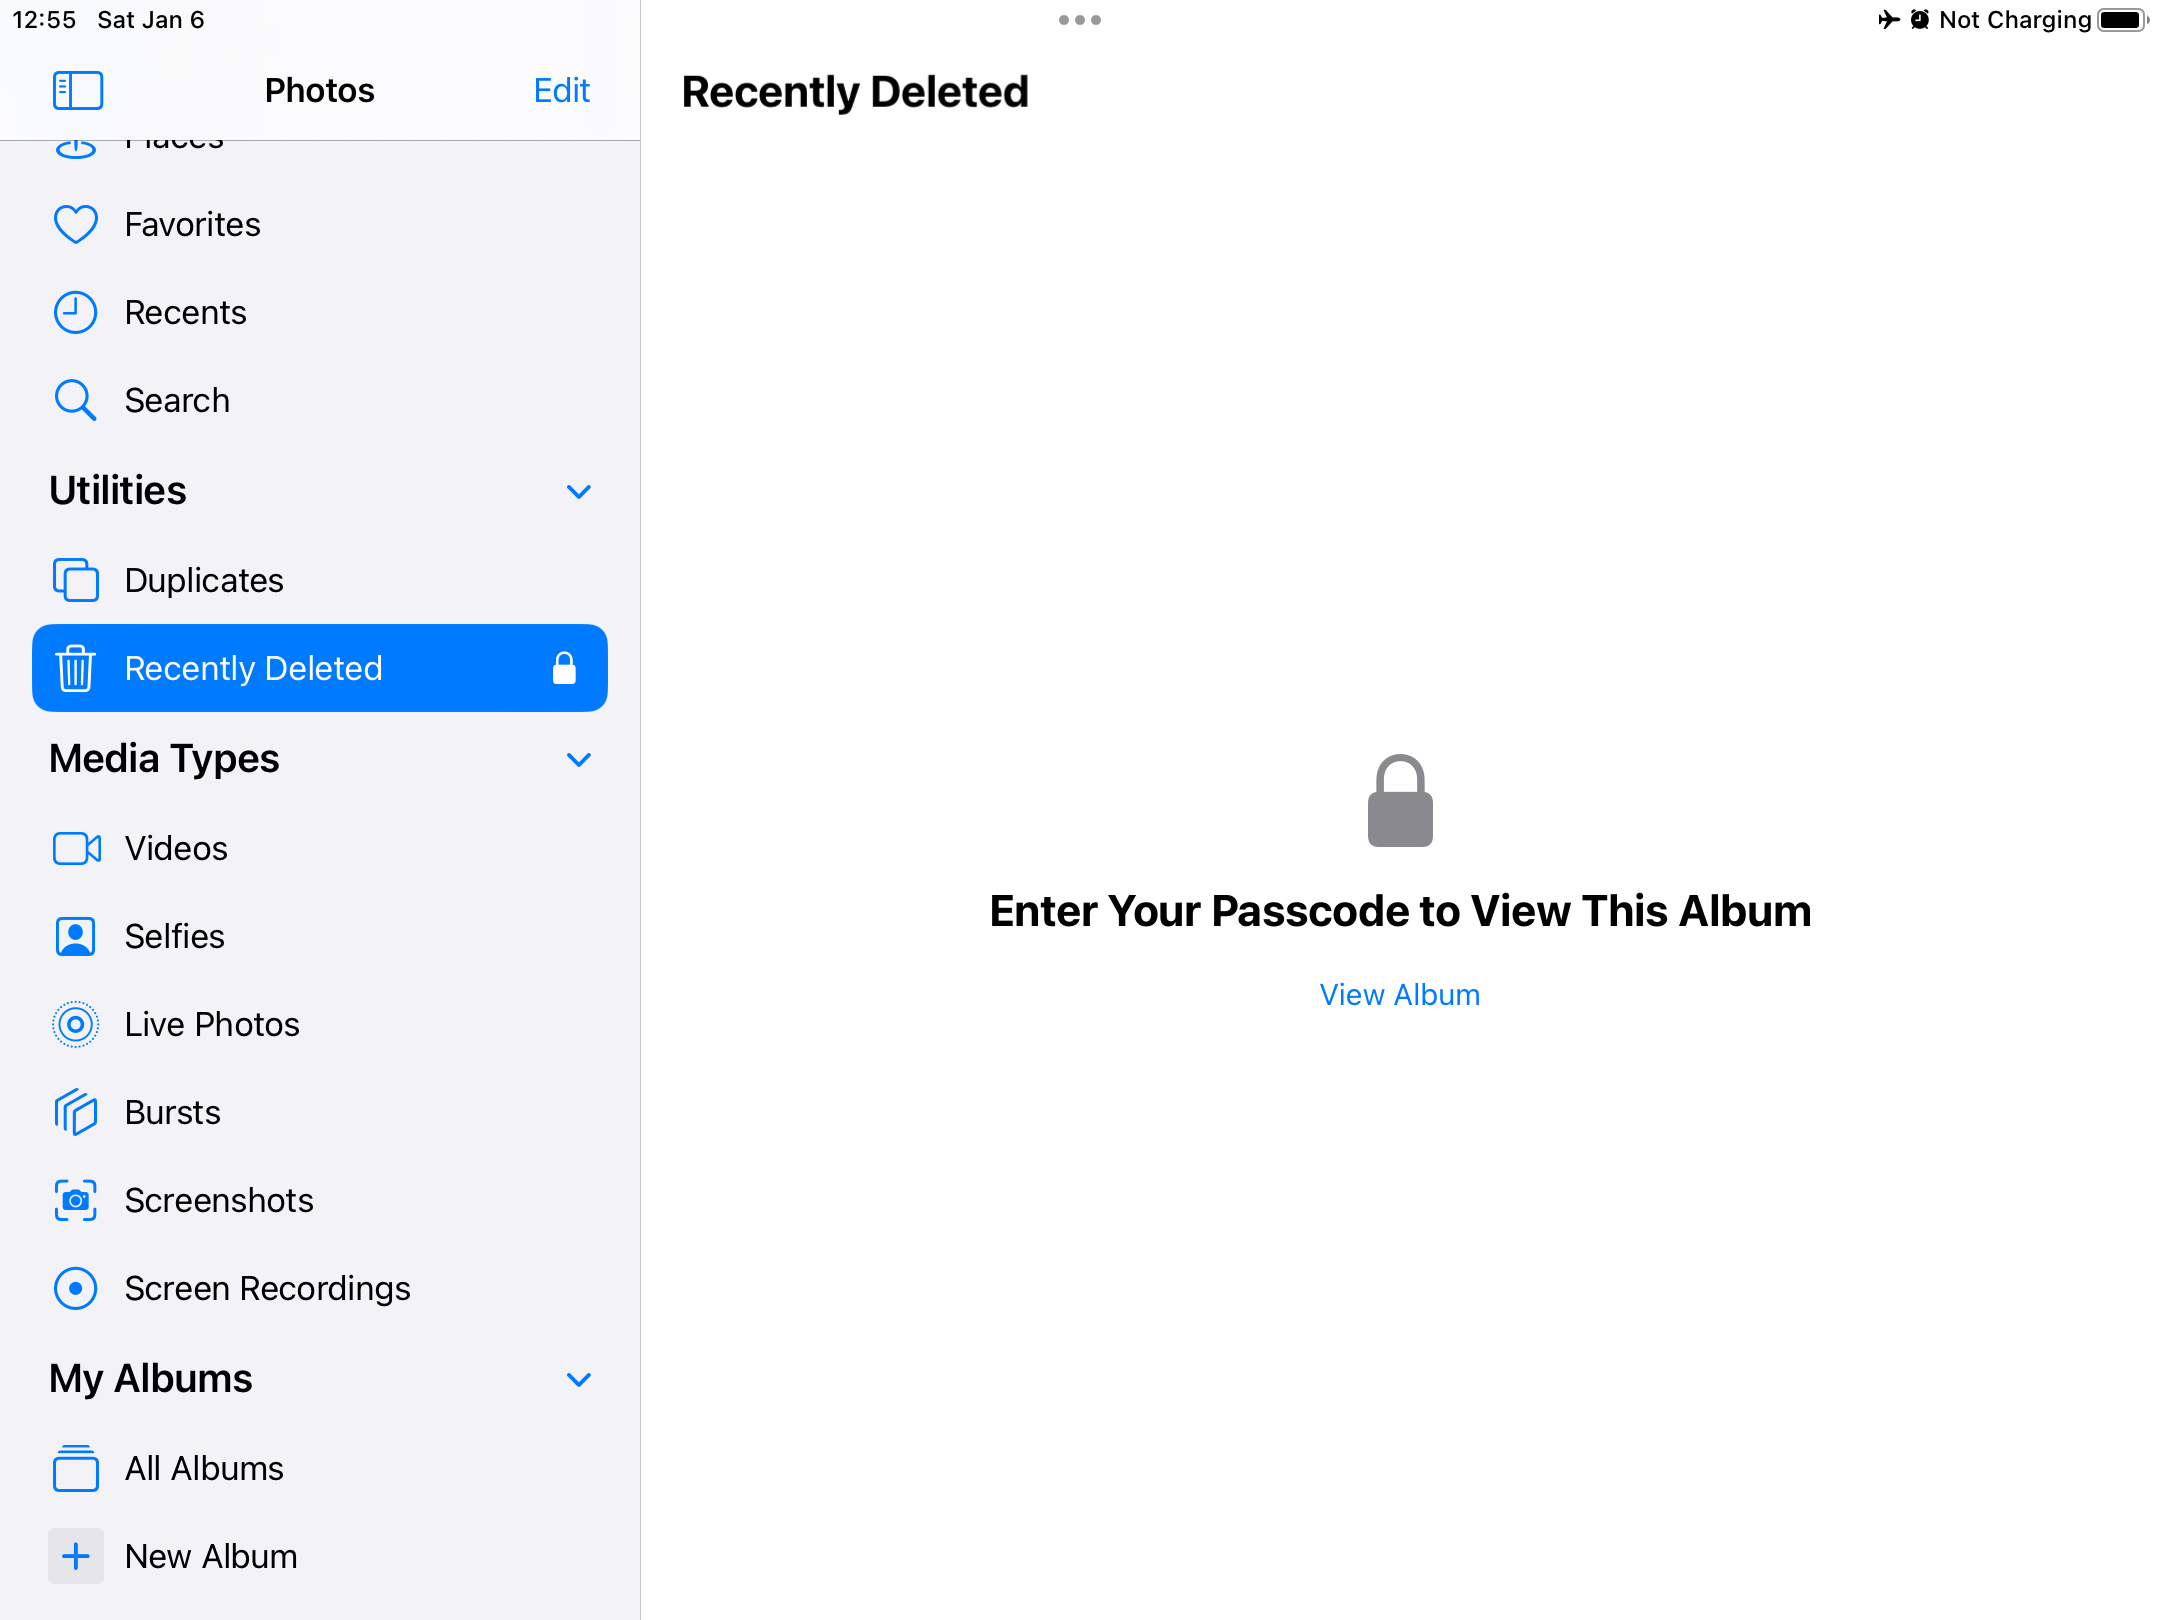 12:55 Sat Jan 6
Not Charging
Photos
Edit
Places
Favorites
Recents
Search
Utilities
Duplicates
Recently Deleted
Media Types
Videos
Selfies
Live Photos
Bursts
Screenshots
Screen Recordings
My Albums
All Albums
New Album
Recently Deleted
Enter Your Passcode to View This Album
View Album